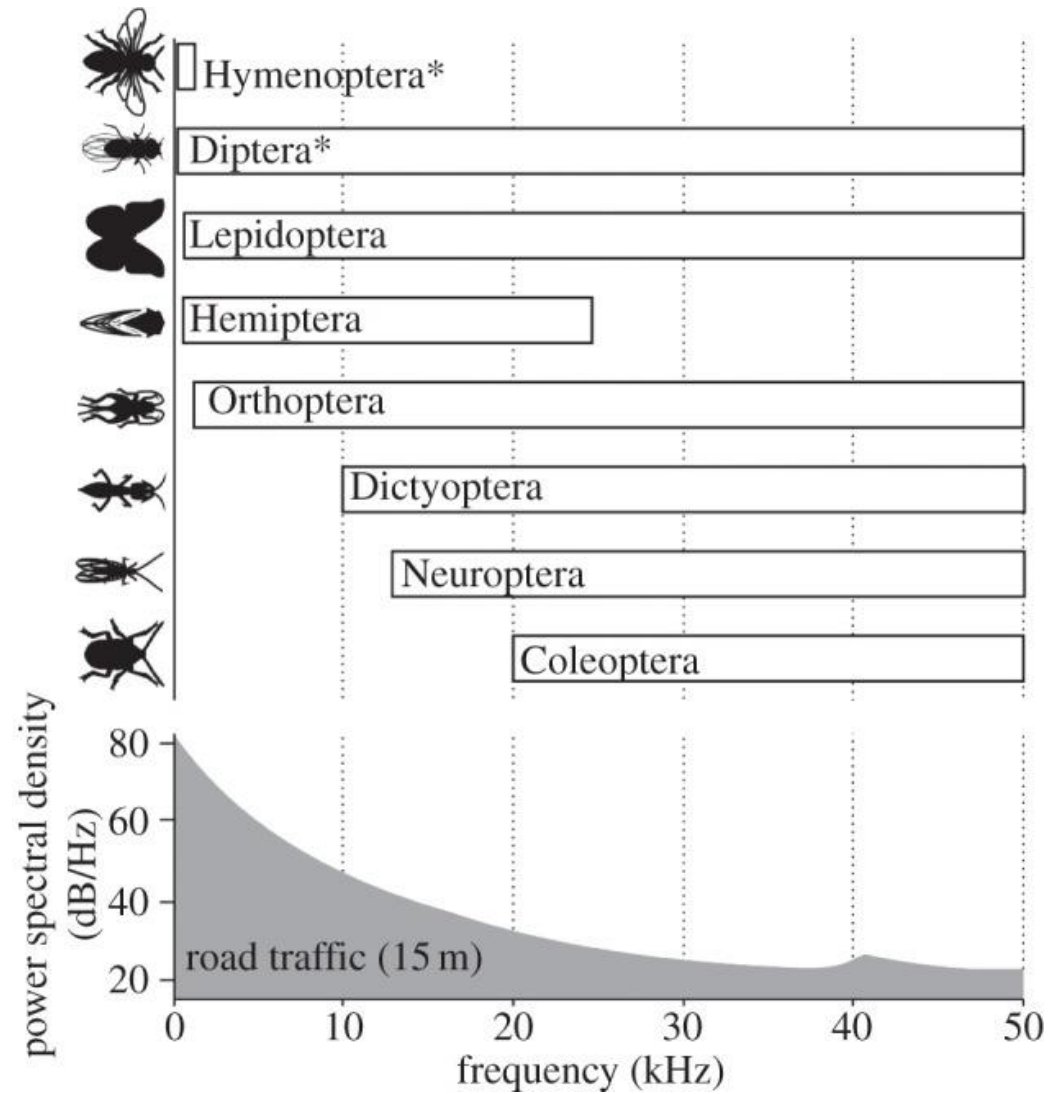 Hymenoptera*
Diptera*
Lepidoptera
Hemiptera
Orthoptera
Dictyoptera
Neuroptera
Coleoptera
power spectral density
(dB/Hz)
80
60
40
20
road traffic (15 m)
0 10 20 30 40 50
frequency (kHz)